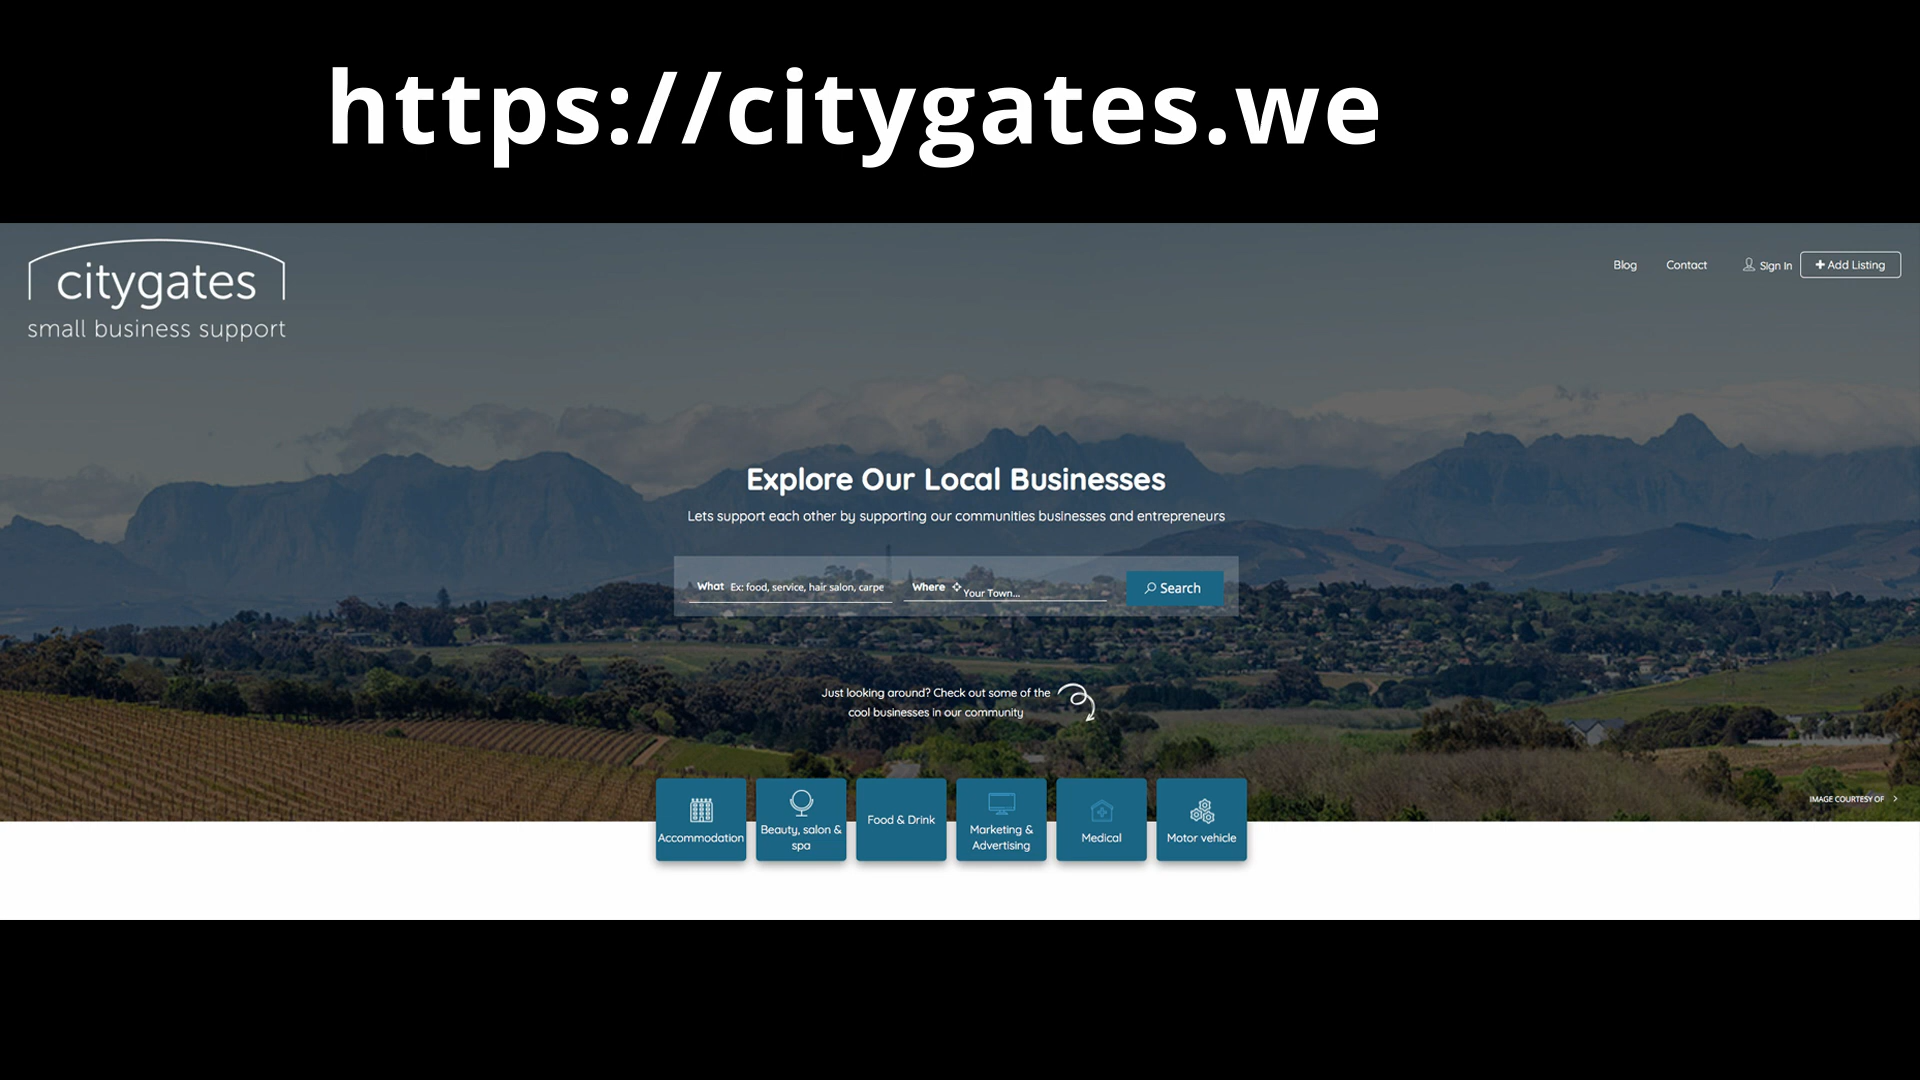 https://citygates.we
citygates
small business support
Blog
Contact
Sign In
+ Add Listing
Explore Our Local Businesses
Lets support each other by supporting our communities businesses and entrepreneurs
What Ex: food, service, hair salon, carpe
Where Your Town...
Search
Just looking around? Check out some of the
cool businesses in our community
IMAGE COURTESY OF >
Accommodation
Beauty, salon &
spa
Food & Drink
Marketing &
Advertising
Medical
Motor vehicle